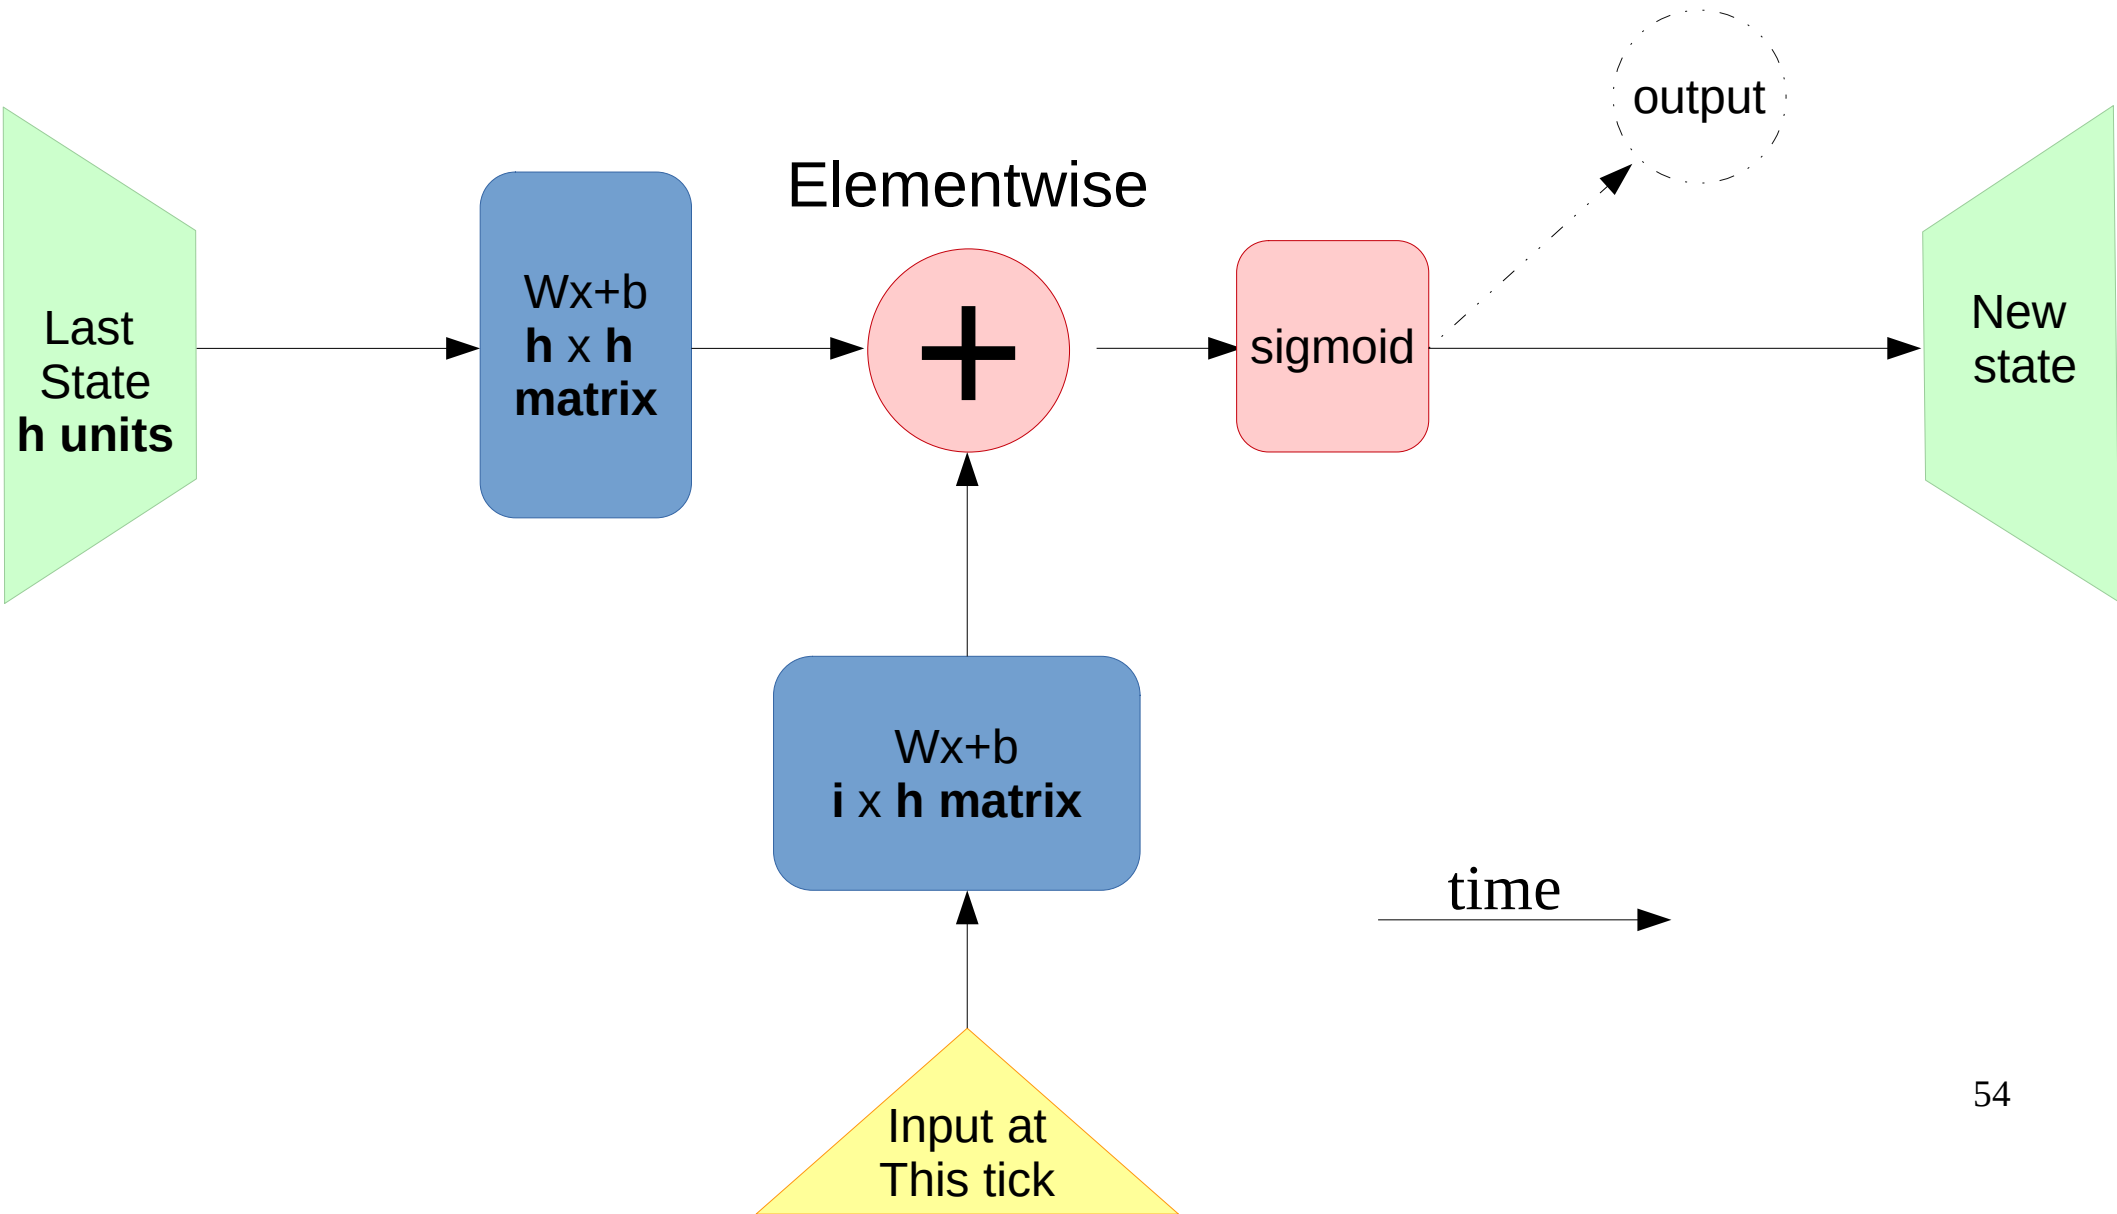 output
Elementwise
Last
State
h units
Wx+b
h x h
matrix
+
sigmoid
New
state
Wx+b
i x h matrix
time
Input at
This tick
54